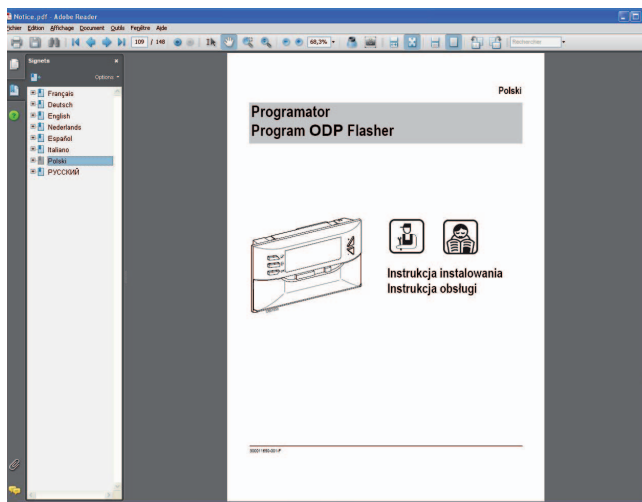 Notice.pdf - Adobe Reader
Fichier Edition Affichage Document Outils Fenêtre Aide
109 / 148 68,3% Rechercher
Signets
Options
Français
Deutsch
English
Nederlands
Español
Italiano
Polski
РУССКИЙ
Polski
Programator
Program ODP Flasher
Instrukcja instalowania
Instrukcja obsługi